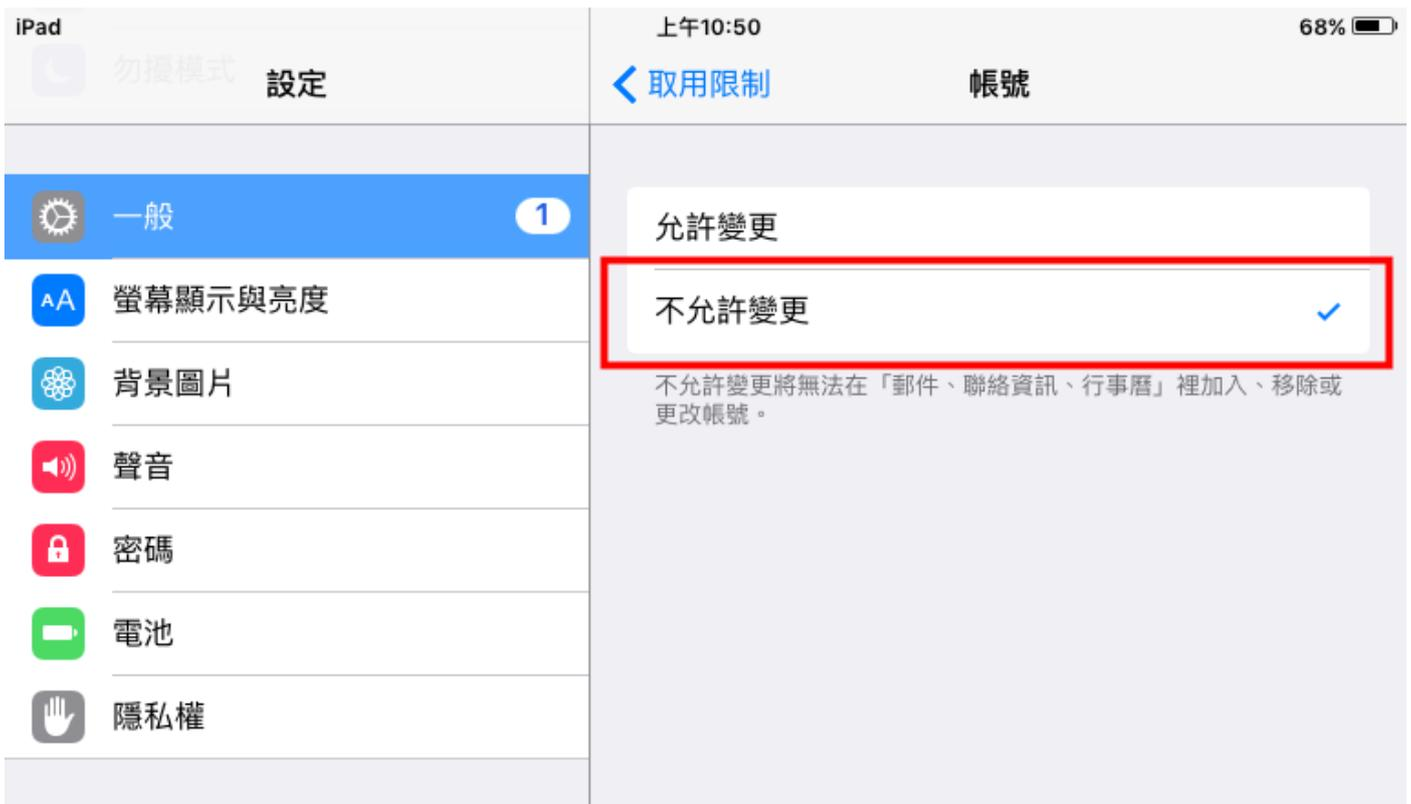 iPad
上午10:50
68%
勿擾模式
設定
取用限制
帳號
一般
1
螢幕顯示與亮度
背景圖片
聲音
密碼
電池
隱私權
允許變更
不允許變更
不允許變更將無法在「郵件、聯絡資訊、行事曆」裡加入、移除或
更改帳號。